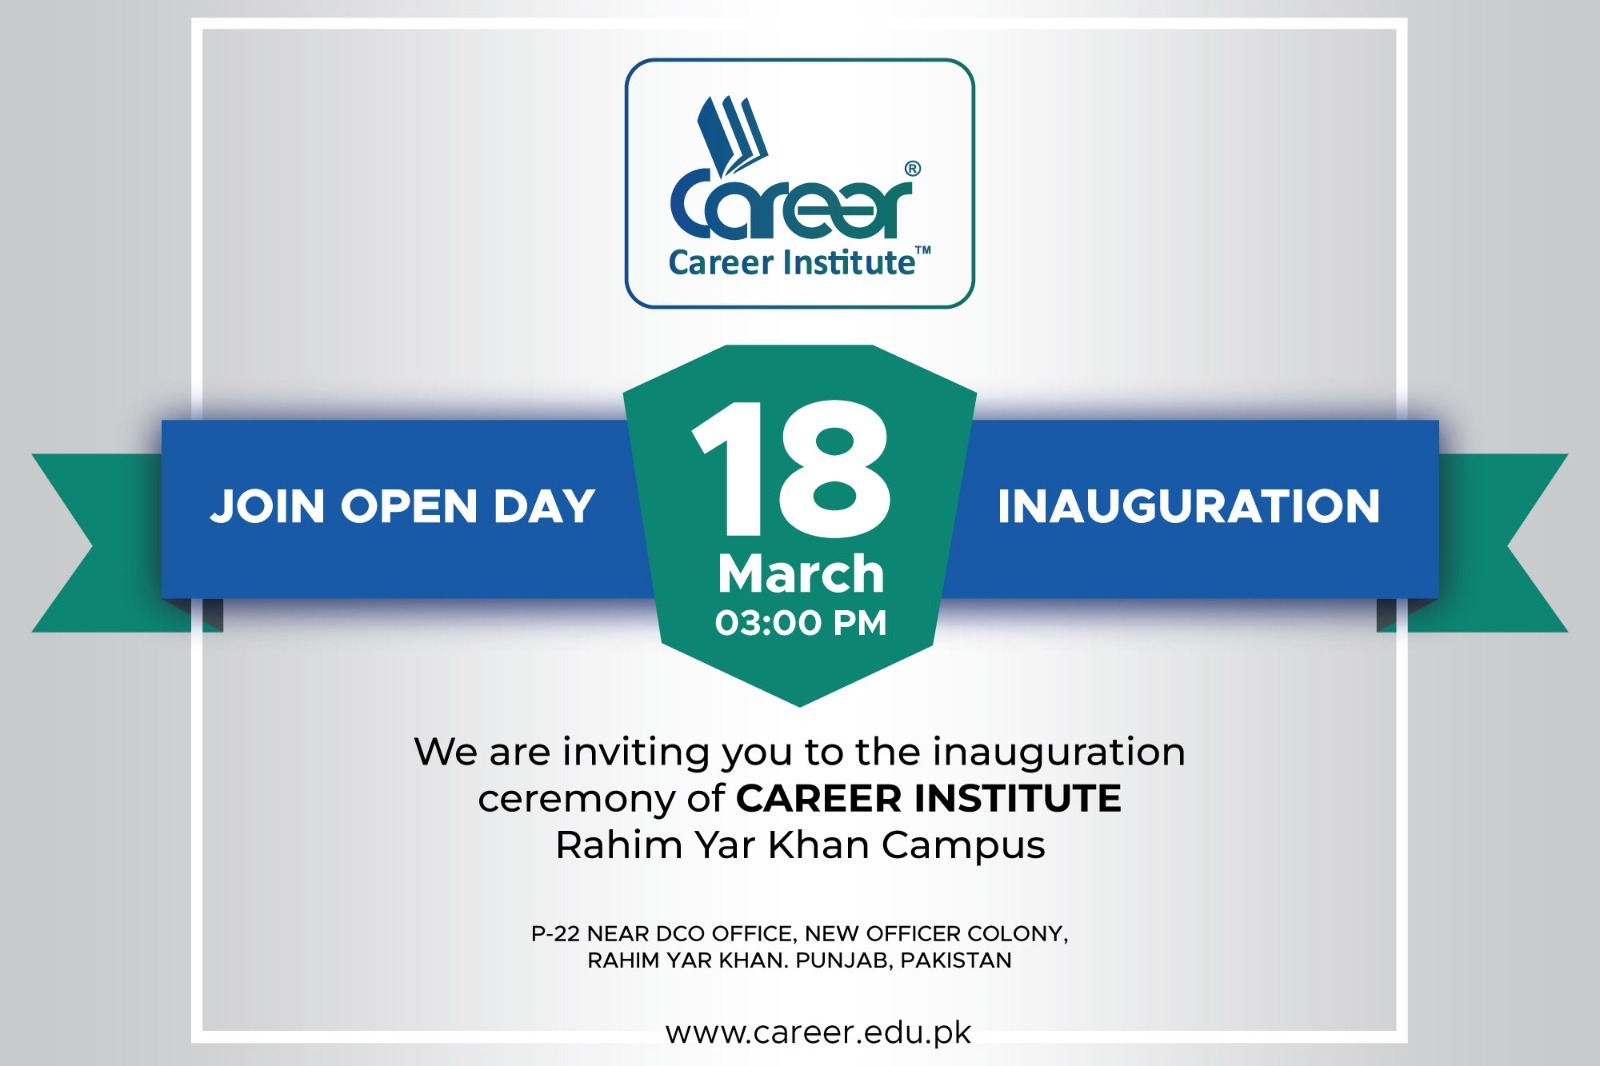 Career®
Career Institute™
JOIN OPEN DAY
18
March
03:00 PM
INAUGURATION
We are inviting you to the inauguration
ceremony of CAREER INSTITUTE
Rahim Yar Khan Campus
P-22 NEAR DCO OFFICE, NEW OFFICER COLONY,
RAHIM YAR KHAN. PUNJAB, PAKISTAN
www.career.edu.pk